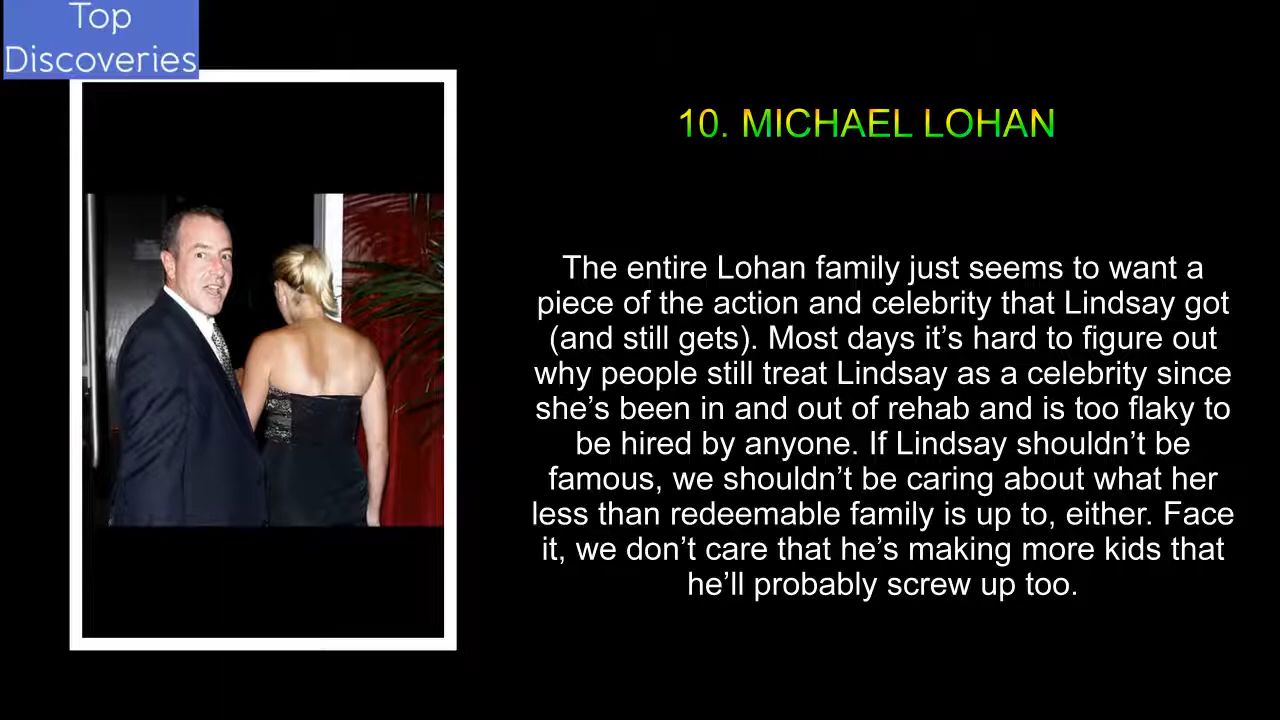 Top
Discoveries
10. MICHAEL LOHAN
The entire Lohan family just seems to want a
piece of the action and celebrity that Lindsay got
(and still gets). Most days it’s hard to figure out
why people still treat Lindsay as a celebrity since
she’s been in and out of rehab and is too flaky to
be hired by anyone. If Lindsay shouldn’t be
famous, we shouldn’t be caring about what her
less than redeemable family is up to, either. Face
it, we don’t care that he’s making more kids that
he’ll probably screw up too.